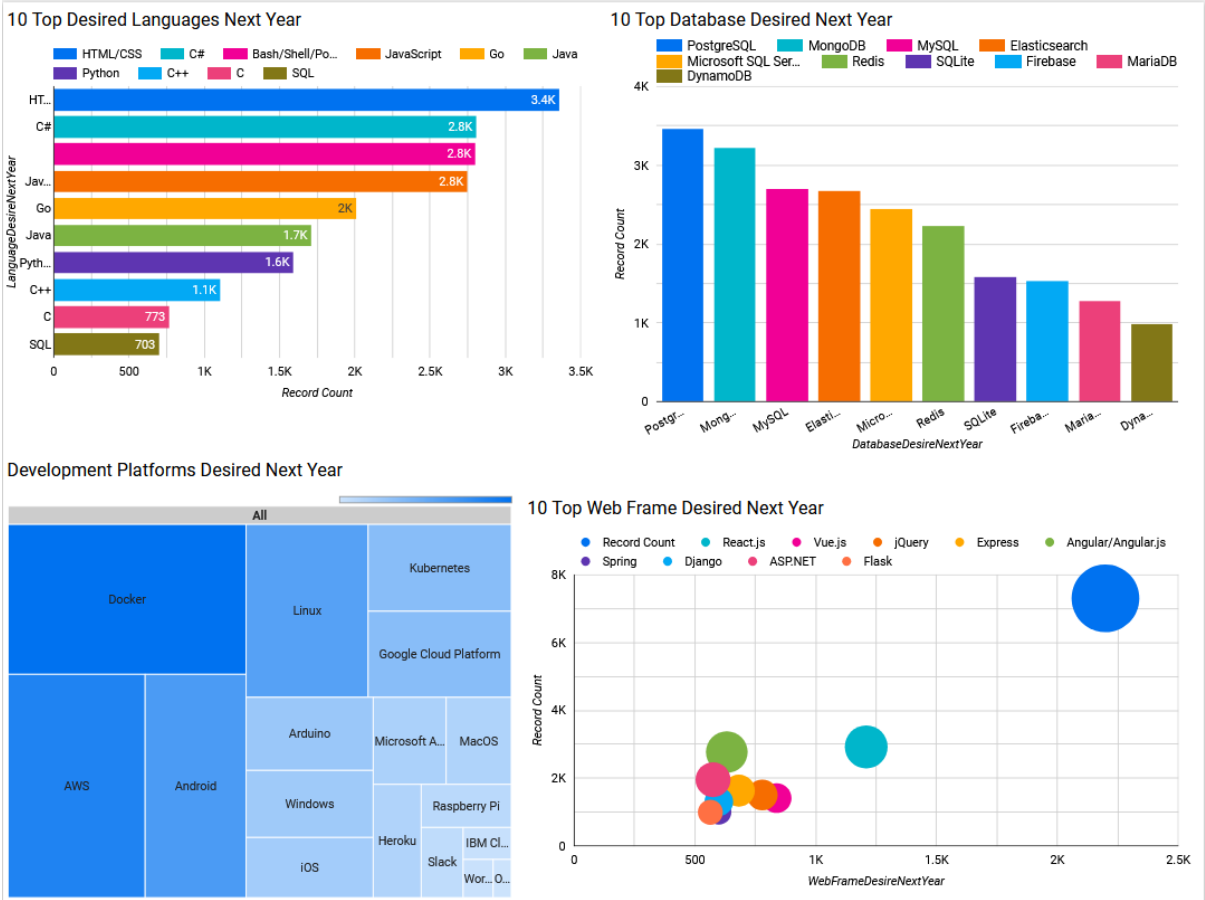 10 Top Desired Languages Next Year
HTML/CSS C# Bash/Shell/Po... JavaScript Go Java
Python C++ C SQL
LanguageDesireNextYear
HT... 3.4K
C# 2.8K
2.8K
Jav... 2.8K
Go 2K
Java 1.7K
Pyth... 1.6K
C++ 1.1K
C 773
SQL 703
0 500 1K 1.5K 2K 2.5K 3K 3.5K
Record Count
10 Top Database Desired Next Year
PostgreSQL MongoDB MySQL Elasticsearch
Microsoft SQL Ser... Redis SQLite Firebase MariaDB
DynamoDB
4K
3K
2K
1K
0
Record Count
Postgr... Mong... MySQL Elasti... Micro... Redis SQLite Fireba... Maria... Dyna...
DatabaseDesireNextYear
Development Platforms Desired Next Year
All
Docker
Linux
Kubernetes
Google Cloud Platform
AWS
Android
Arduino
Microsoft A...
MacOS
Windows
iOS
Heroku
Raspberry Pi
Slack
IBM Cl...
Wor... O...
10 Top Web Frame Desired Next Year
Record Count React.js Vue.js jQuery Express Angular/Angular.js
Spring Django ASP.NET Flask
8K
6K
4K
2K
0
Record Count
0 500 1K 1.5K 2K 2.5K
WebFrameDesireNextYear